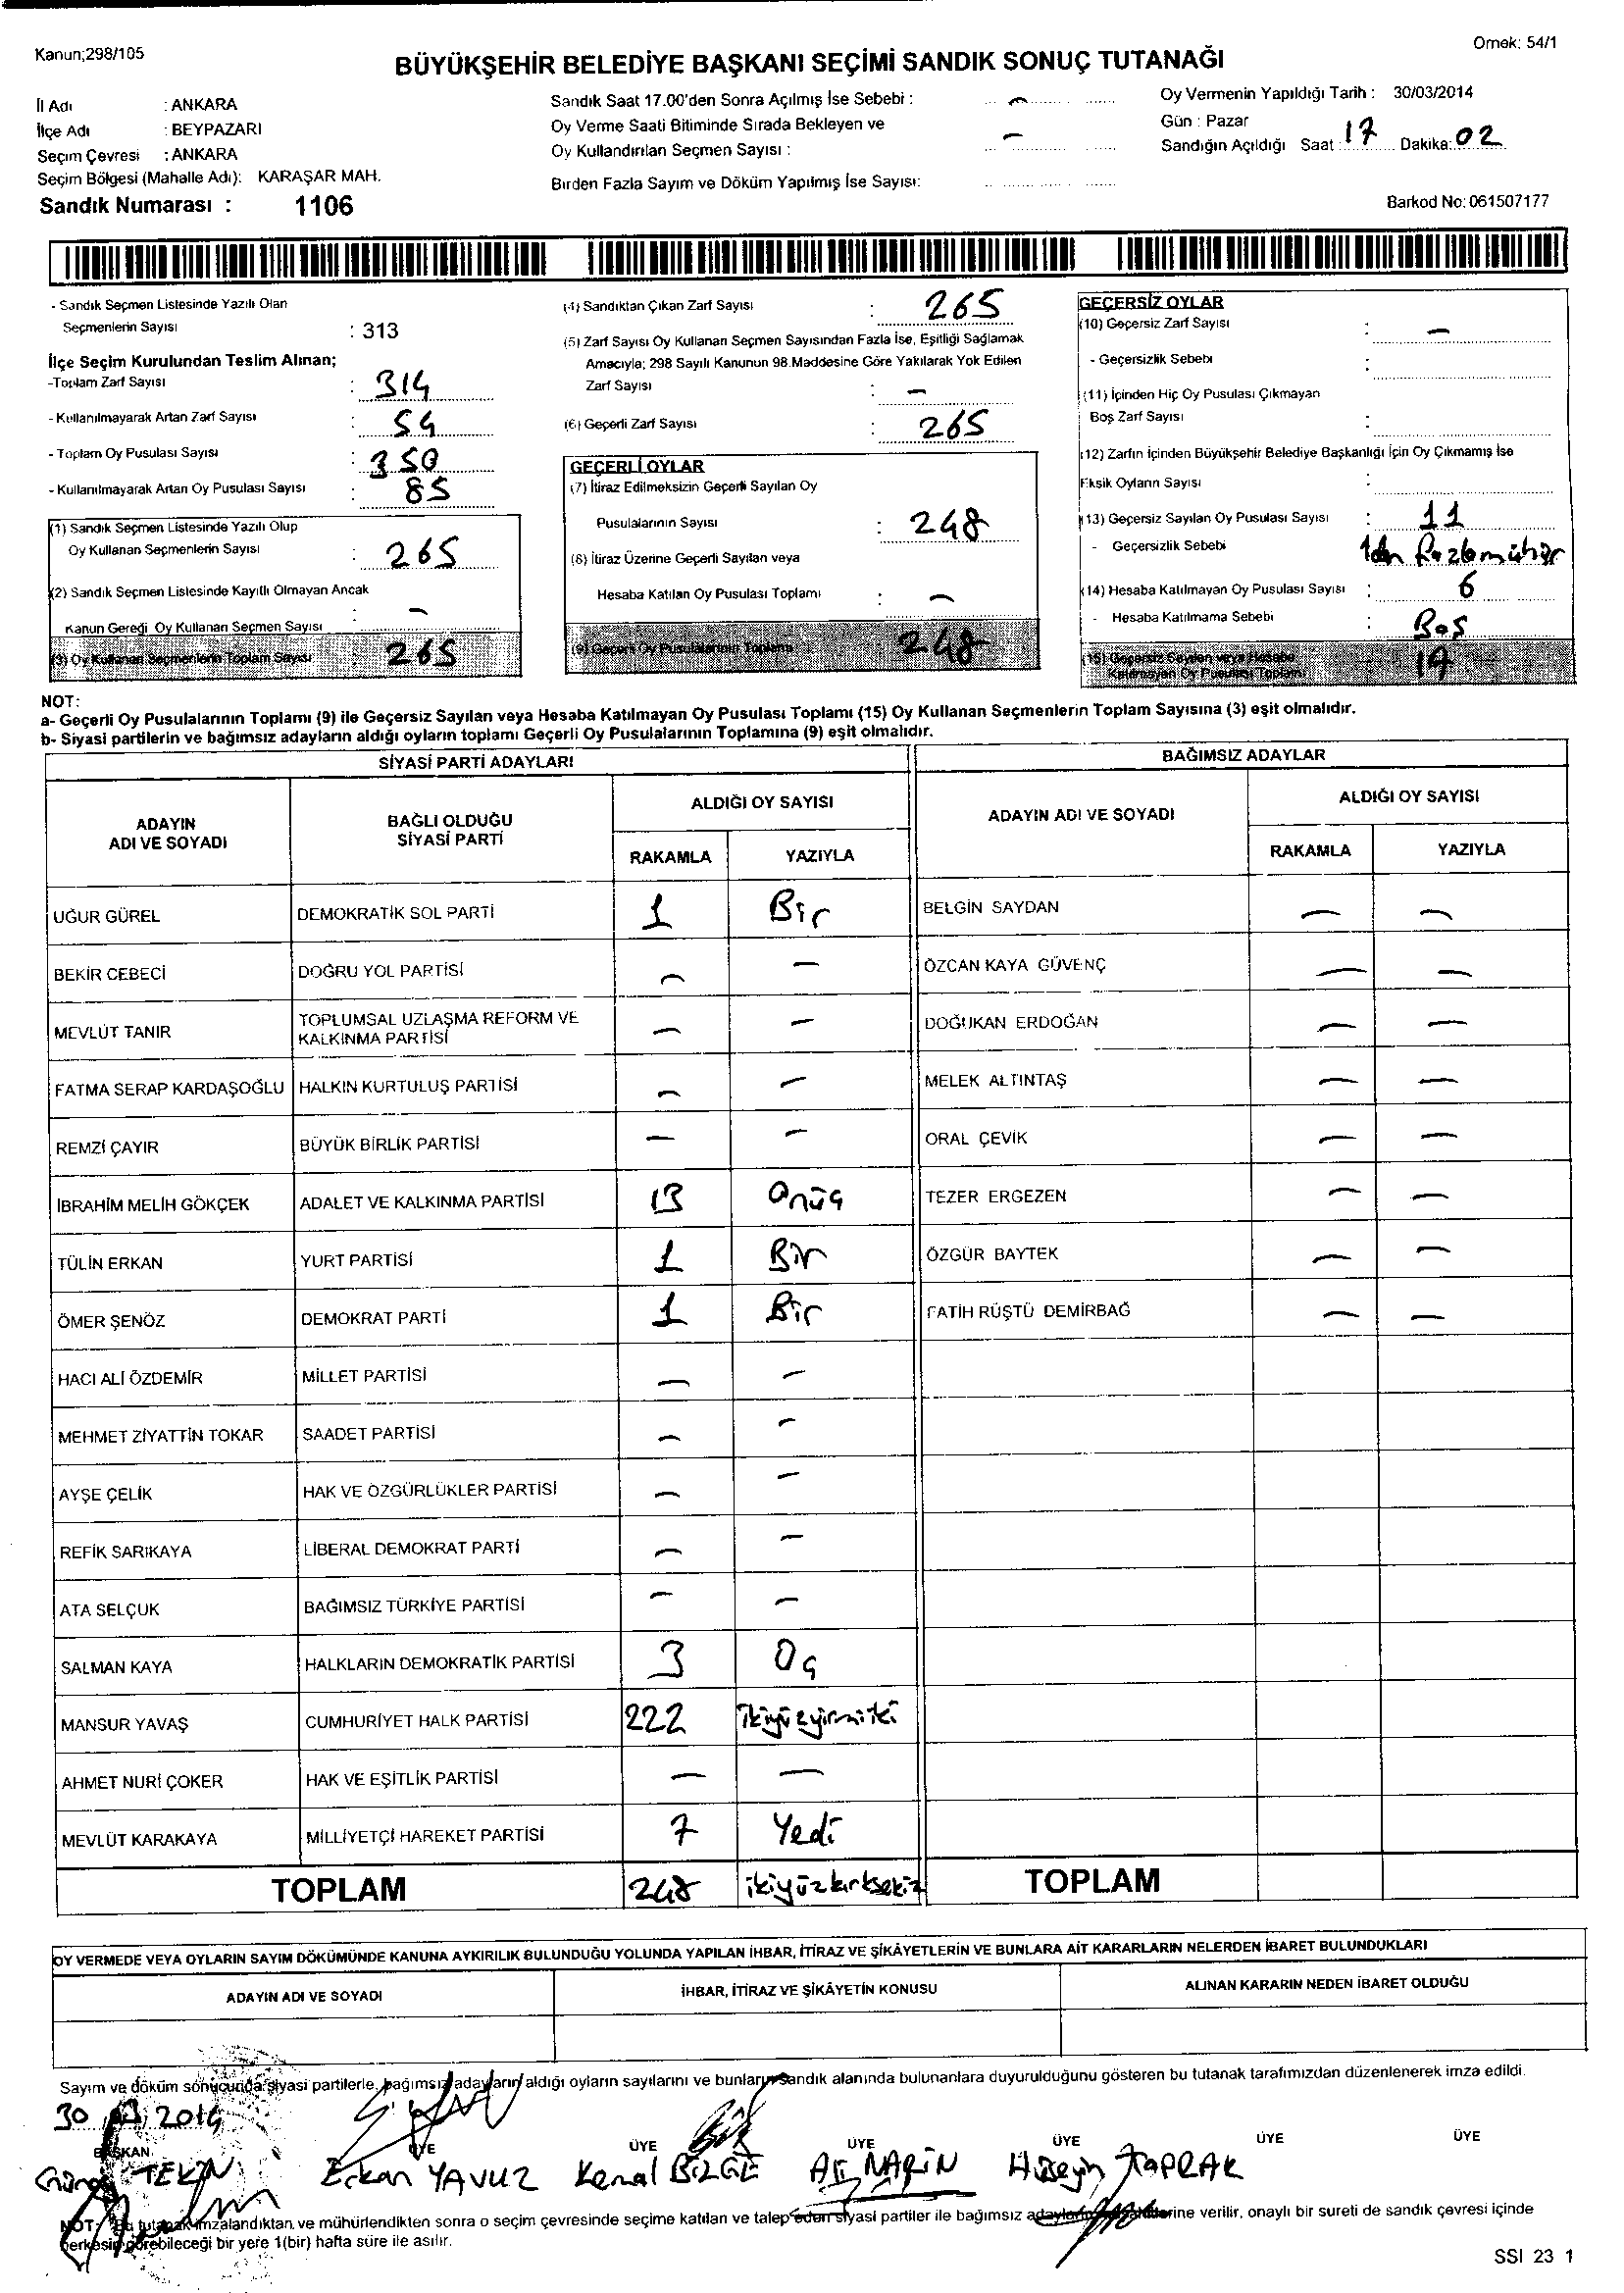 Kanun;298/105
Örnek: 54/1
BÜYÜKŞEHİR BELEDİYE BAŞKANI SEÇİMİ SANDIK SONUÇ TUTANAĞI
İl Adı : ANKARA
İlçe Adı : BEYPAZARI
Seçim Çevresi : ANKARA
Seçim Bölgesi (Mahalle Adı): KARAŞAR MAH.
Sandık Numarası : 1106
Sandık Saat 17.00'den Sonra Açılmış İse Sebebi : –
Oy Verme Saati Bitiminde Sırada Bekleyen ve
Oy Kullandırılan Seçmen Sayısı : –
Birden Fazla Sayım ve Döküm Yapılmış İse Sayısı:
Oy Vermenin Yapıldığı Tarih : 30/03/2014
Gün : Pazar
Sandığın Açıldığı Saat : 17 Dakika: 02
Barkod No: 061507177
- Sandık Seçmen Listesinde Yazılı Olan
Seçmenlerin Sayısı : 313
İlçe Seçim Kurulundan Teslim Alınan;
-Toplam Zarf Sayısı : 314
- Kullanılmayarak Artan Zarf Sayısı : 54
- Toplam Oy Pusulası Sayısı : 350
- Kullanılmayarak Artan Oy Pusulası Sayısı : 85
(1) Sandık Seçmen Listesinde Yazılı Olup
Oy Kullanan Seçmenlerin Sayısı : 265
(2) Sandık Seçmen Listesinde Kayıtlı Olmayan Ancak
Kanun Gereği Oy Kullanan Seçmen Sayısı –
(3) Oy Kullanan Seçmenlerin Toplam Sayısı : 265
(4) Sandıktan Çıkan Zarf Sayısı : 265
(5) Zarf Sayısı Oy Kullanan Seçmen Sayısından Fazla İse, Eşitliği Sağlamak
Amacıyla; 298 Sayılı Kanunun 98.Maddesine Göre Yakılarak Yok Edilen
Zarf Sayısı : –
(6) Geçerli Zarf Sayısı : 265
GEÇERLİ OYLAR
(7) İtiraz Edilmeksizin Geçerli Sayılan Oy
Pusulalarının Sayısı : 248
(8) İtiraz Üzerine Geçerli Sayılan veya
Hesaba Katılan Oy Pusulası Toplamı : –
(9) Geçerli Oy Pusulalarının Toplamı : 248
GEÇERSİZ OYLAR
(10) Geçersiz Zarf Sayısı : –
- Geçersizlik Sebebi :
(11) İçinden Hiç Oy Pusulası Çıkmayan
Boş Zarf Sayısı :
(12) Zarfın İçinden Büyükşehir Belediye Başkanlığı İçin Oy Çıkmamış İse
Eksik Oyların Sayısı :
(13) Geçersiz Sayılan Oy Pusulası Sayısı : 11
- Geçersizlik Sebebi 1den fazla mühür
(14) Hesaba Katılmayan Oy Pusulası Sayısı : 6
- Hesaba Katılmama Sebebi : Boş
(15) Geçersiz Sayılan veya Hesaba
Katılmayan Oy Pusulası Toplamı 17
NOT:
a- Geçerli Oy Pusulalarının Toplamı (9) ile Geçersiz Sayılan veya Hesaba Katılmayan Oy Pusulası Toplamı (15) Oy Kullanan Seçmenlerin Toplam Sayısına (3) eşit olmalıdır.
b- Siyasi partilerin ve bağımsız adayların aldığı oyların toplamı Geçerli Oy Pusulalarının Toplamına (9) eşit olmalıdır.
SİYASİ PARTİ ADAYLARI
BAĞIMSIZ ADAYLAR
ADAYIN ADI VE SOYADI BAĞLI OLDUĞU SİYASİ PARTİ ALDIĞI OY SAYISI RAKAMLA YAZIYLA
ADAYIN ADI VE SOYADI ALDIĞI OY SAYISI RAKAMLA YAZIYLA
UĞUR GÜREL DEMOKRATİK SOL PARTİ 1 Bir BELGİN SAYDAN – –
BEKİR CEBECİ DOĞRU YOL PARTİSİ – – ÖZCAN KAYA GÜVENÇ – –
MEVLÜT TANIR TOPLUMSAL UZLAŞMA REFORM VE KALKINMA PARTİSİ – – DOĞUKAN ERDOĞAN – –
FATMA SERAP KARDAŞOĞLU HALKIN KURTULUŞ PARTİSİ – – MELEK ALTINTAŞ – –
REMZİ ÇAYIR BÜYÜK BİRLİK PARTİSİ – – ORAL ÇEVİK – –
İBRAHİM MELİH GÖKÇEK ADALET VE KALKINMA PARTİSİ 13 Onüç TEZER ERGEZEN – –
TÜLİN ERKAN YURT PARTİSİ 1 Bir ÖZGÜR BAYTEK – –
ÖMER ŞENÖZ DEMOKRAT PARTİ 1 Bir FATİH RÜŞTÜ DEMİRBAĞ – –
HACI ALİ ÖZDEMİR MİLLET PARTİSİ – –
MEHMET ZİYATTİN TOKAR SAADET PARTİSİ – –
AYŞE ÇELİK HAK VE ÖZGÜRLÜKLER PARTİSİ – –
REFİK SARIKAYA LİBERAL DEMOKRAT PARTİ – –
ATA SELÇUK BAĞIMSIZ TÜRKİYE PARTİSİ – –
SALMAN KAYA HALKLARIN DEMOKRATİK PARTİSİ 3 Üç
MANSUR YAVAŞ CUMHURİYET HALK PARTİSİ 222 ikiyüzyirmiiki
AHMET NURİ ÇOKER HAK VE EŞİTLİK PARTİSİ – –
MEVLÜT KARAKAYA MİLLİYETÇİ HAREKET PARTİSİ 7 Yedi
TOPLAM 248 ikiyüzkırksekiz TOPLAM
OY VERMEDE VEYA OYLARIN SAYIM DÖKÜMÜNDE KANUNA AYKIRILIK BULUNDUĞU YOLUNDA YAPILAN İHBAR, İTİRAZ VE ŞİKÂYETLERİN VE BUNLARA AİT KARARLARIN NELERDEN İBARET BULUNDUKLARI
ADAYIN ADI VE SOYADI İHBAR, İTİRAZ VE ŞİKÂYETİN KONUSU ALINAN KARARIN NEDEN İBARET OLDUĞU
Sayım ve döküm sonucunda siyasi partilerle, bağımsız adayların aldığı oyların sayılarını ve bunların sandık alanında bulunanlara duyurulduğunu gösteren bu tutanak tarafımızdan düzenlenerek imza edildi.
30 03 2014
BAŞKAN ÜYE ÜYE ÜYE ÜYE ÜYE ÜYE
TEKİN Erkan YAVUZ Kemal BİLGE Ali NARİN Hüseyin TOPRAK
NOT: Bu tutanak imzalandıktan ve mühürlendikten sonra o seçim çevresinde seçime katılan ve talep eden siyasi partiler ile bağımsız adayların verilir, onaylı bir sureti de sandık çevresi içinde
herkesin görebileceği bir yere 1(bir) hafta süre ile asılır.
SSI 23 1